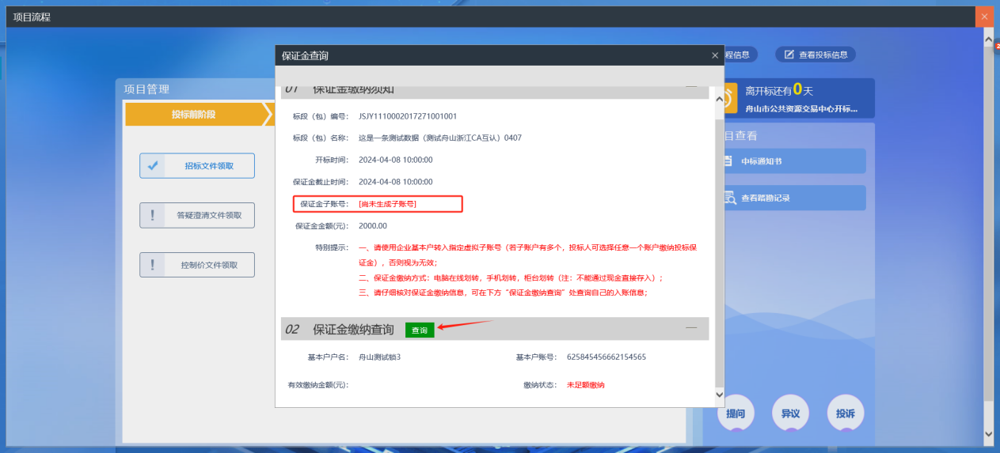 项目流程
保证金查询
程信息
查看投标信息
项目管理
离开标还有0天
舟山市公共资源交易中心开标...
投标前阶段
01 保证金缴纳须知
标段（包）编号： JSJY1110002017271001001
标段（包）名称： 这是一条测试数据（测试舟山浙江CA互认）0407
开标时间： 2024-04-08 10:00:00
保证金截止时间： 2024-04-08 10:00:00
保证金子账号： [尚未生成子账号]
保证金金额(元)： 2000.00
特别提示： 一、请使用企业基本户转入指定虚拟子账号（若子账户有多个，投标人可选择任意一个账户缴纳投标保
证金），否则视为无效；
二、保证金缴纳方式：电脑在线划转，手机划转，柜台划转（注：不能通过现金直接存入）；
三、请仔细核对保证金缴纳信息，可在下方“保证金缴纳查询”处查询自己的入账信息；
02 保证金缴纳查询 查询
基本户户名： 舟山测试锁3
基本户账号： 625845456662154565
有效缴纳金额(元)：
缴纳状态： 未足额缴纳
招标文件领取
答疑澄清文件领取
控制价文件领取
目查看
中标通知书
查看踏勘记录
提问
异议
投诉